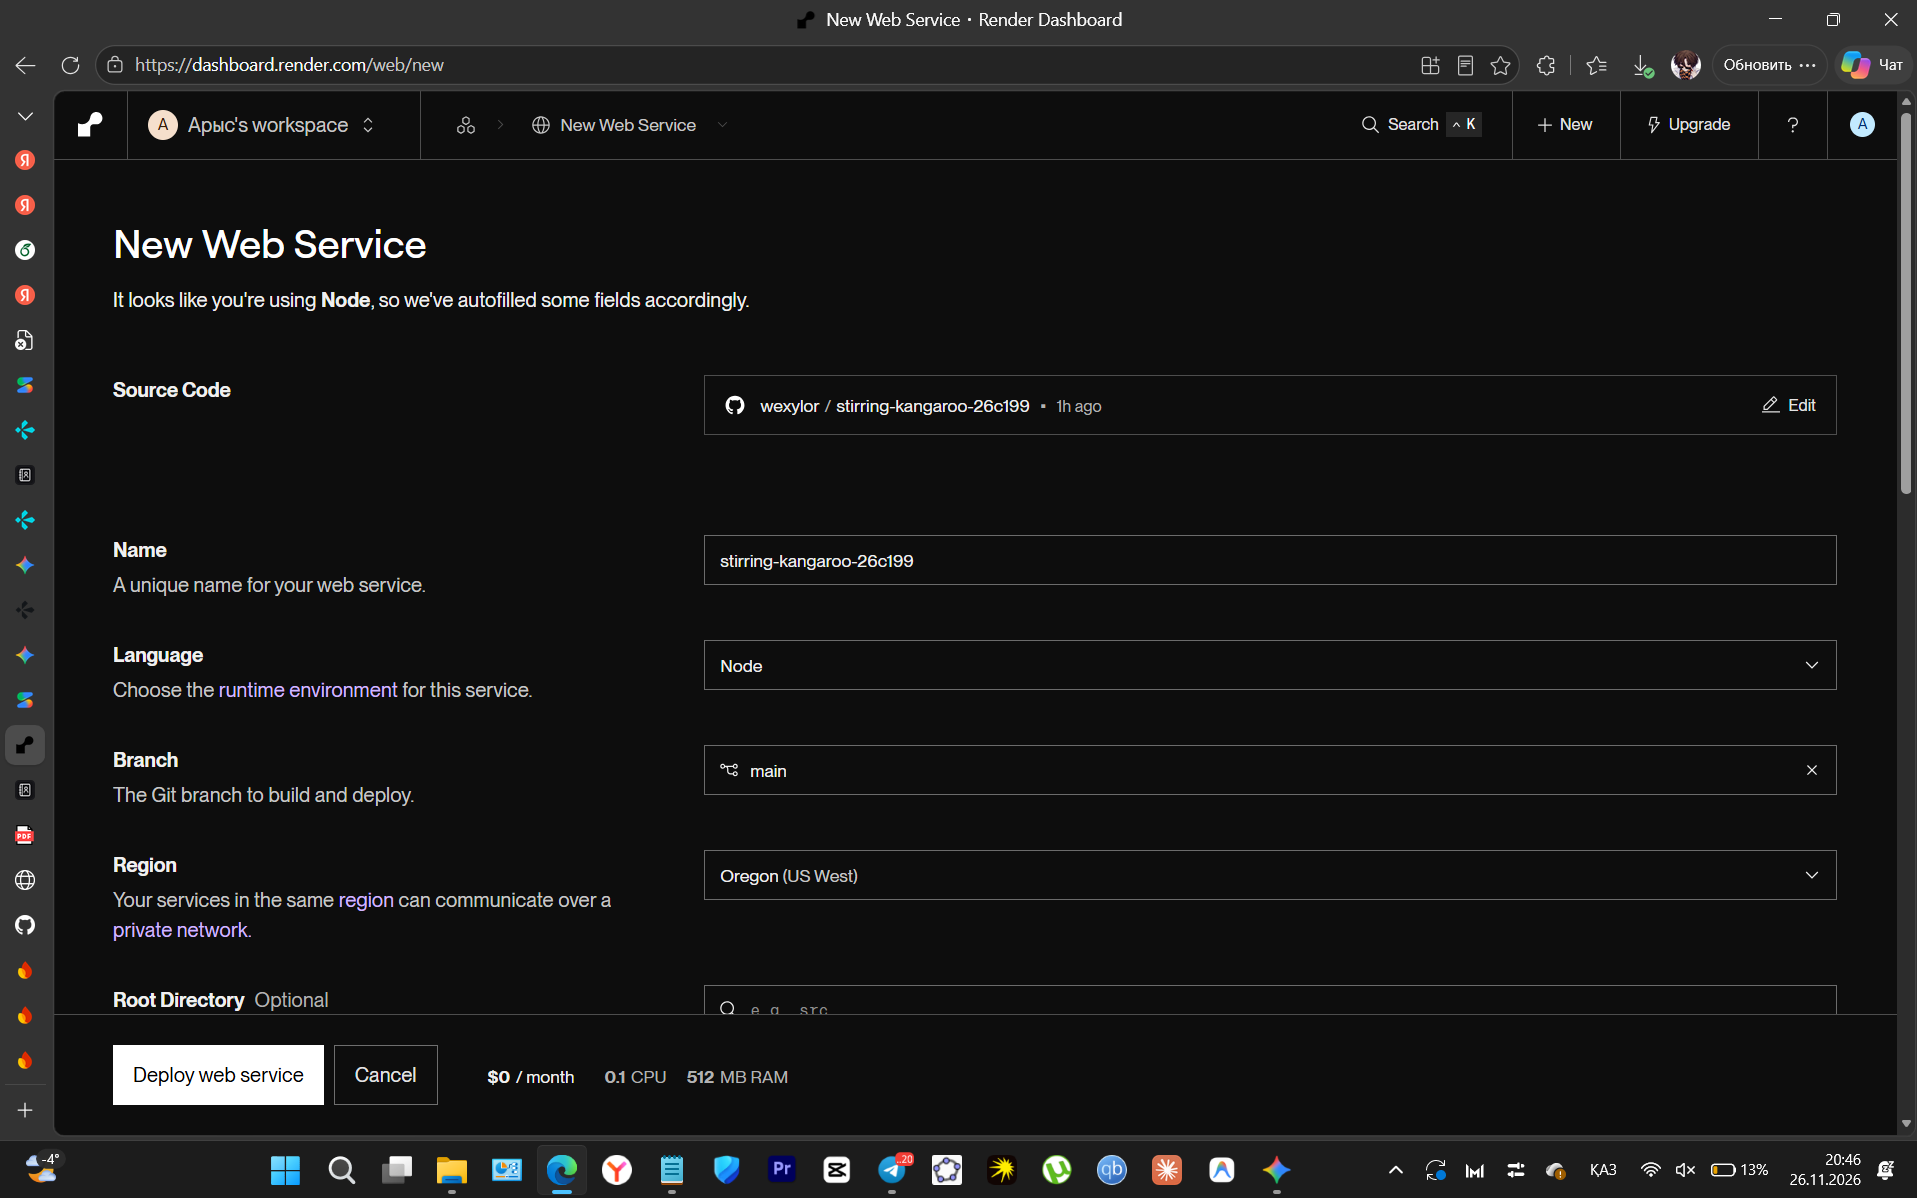 New Web Service · Render Dashboard
https://dashboard.render.com/web/new
Обновить
Чат
A Арыс's workspace
New Web Service
Search ^ K
+ New
Upgrade
?
A
New Web Service
It looks like you're using Node, so we've autofilled some fields accordingly.
Source Code
wexylor / stirring-kangaroo-26c199 ▪ 1h ago
Edit
Name
A unique name for your web service.
stirring-kangaroo-26c199
Language
Choose the runtime environment for this service.
Node
Branch
The Git branch to build and deploy.
main
Region
Your services in the same region can communicate over a
private network.
Oregon (US West)
Root Directory Optional
e.g. src
Deploy web service
Cancel
$0 / month
0.1 CPU
512 MB RAM
Я
Я
Я
PDF
-4°
Y
Pr
20
qb
ҚАЗ
13%
20:46
26.11.2026